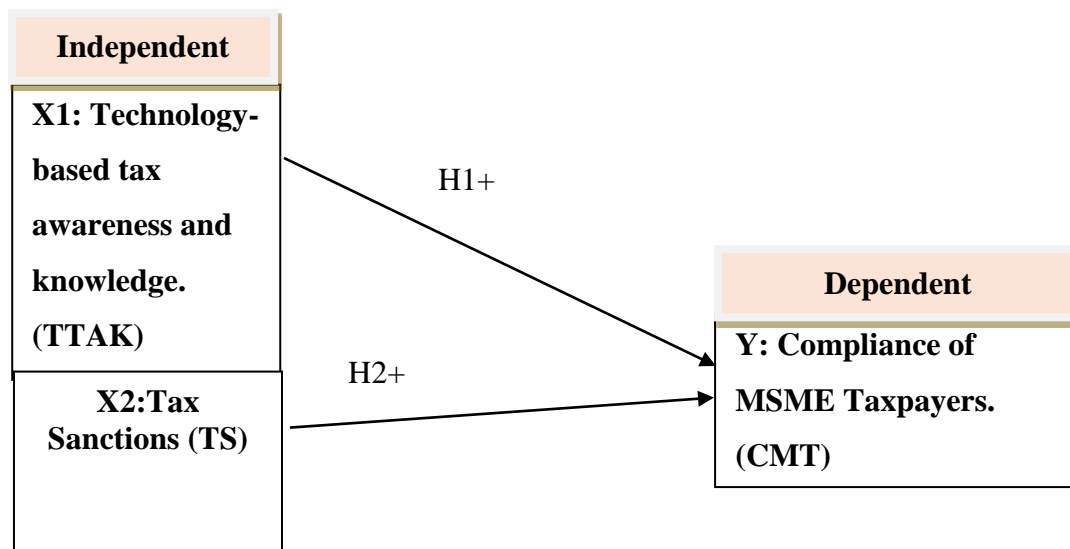 Independent
X1: Technology-
based tax
awareness and
knowledge.
(TTAK)
X2:Tax
Sanctions (TS)
H1+
H2+
Dependent
Y: Compliance of
MSME Taxpayers.
(CMT)